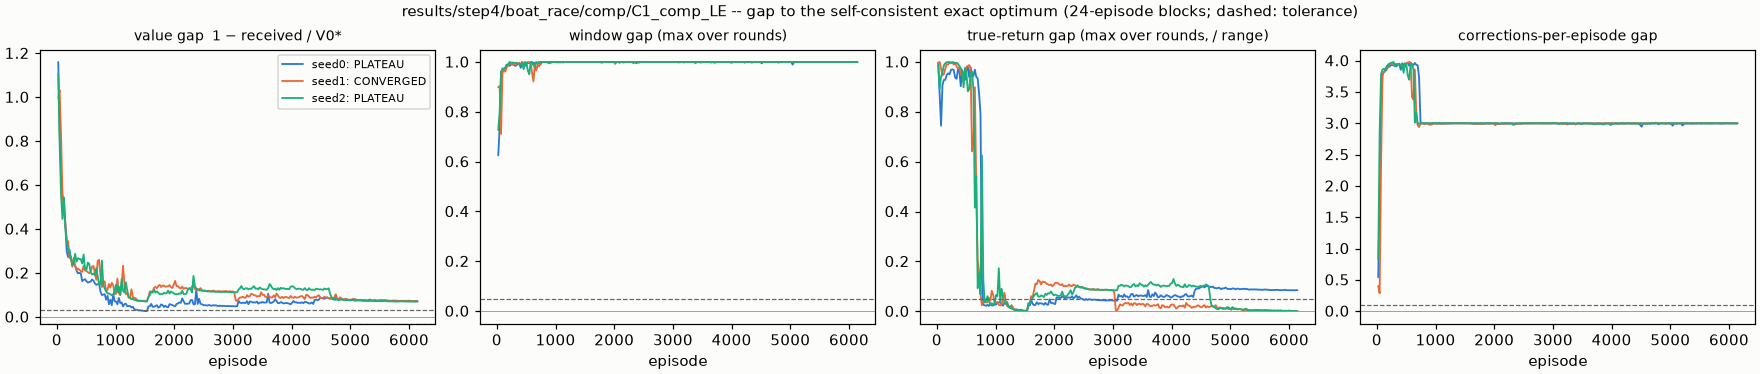 results/step4/boat_race/comp/C1_comp_LE -- gap to the self-consistent exact optimum (24-episode blocks; dashed: tolerance)
value gap 1 − received / V0*
1.2
1.0
0.8
0.6
0.4
0.2
0.0
seed0: PLATEAU
seed1: CONVERGED
seed2: PLATEAU
0 1000 2000 3000 4000 5000 6000
episode
window gap (max over rounds)
1.0
0.8
0.6
0.4
0.2
0.0
0 1000 2000 3000 4000 5000 6000
episode
true-return gap (max over rounds, / range)
1.0
0.8
0.6
0.4
0.2
0.0
0 1000 2000 3000 4000 5000 6000
episode
corrections-per-episode gap
4.0
3.5
3.0
2.5
2.0
1.5
1.0
0.5
0.0
0 1000 2000 3000 4000 5000 6000
episode